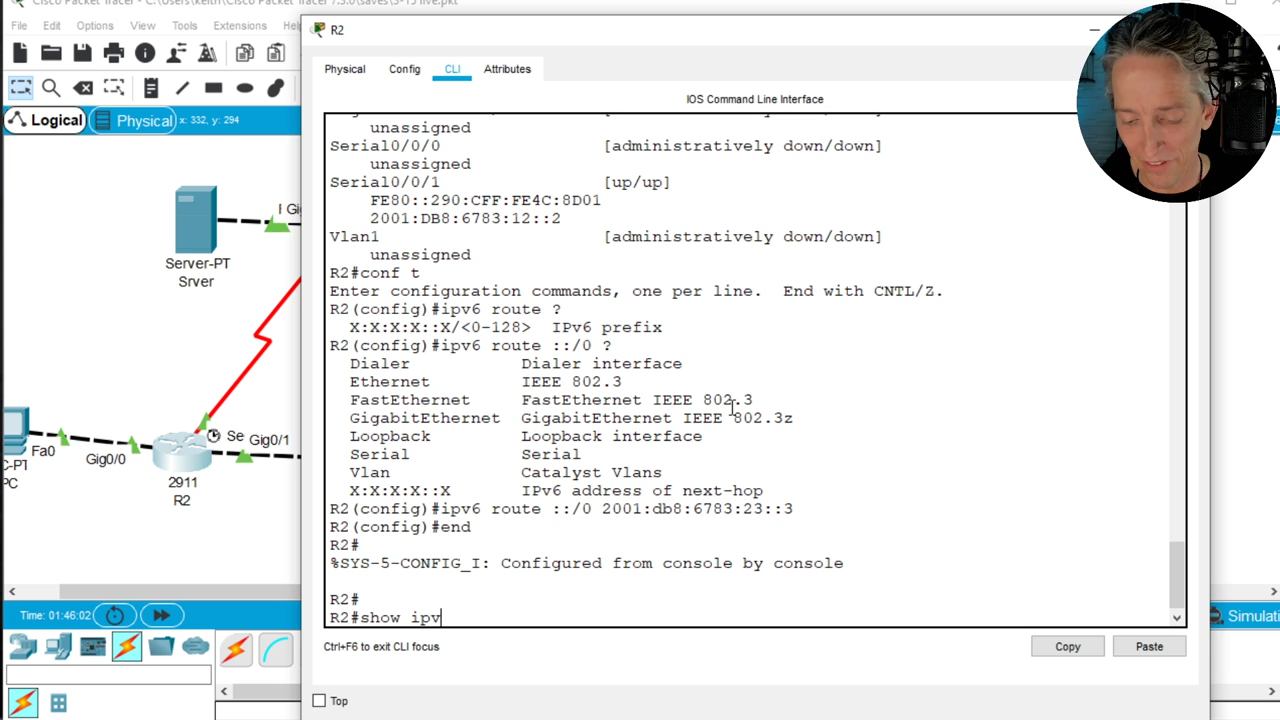 Cisco Packet Tracer - C:\Users\keith\Cisco Packet Tracer 7.3.0\saves\3-15 live.pkt
File Edit Options View Tools Extensions
R2
Physical Config CLI Attributes
Logical Physical x: 332, y: 294
IOS Command Line Interface
unassigned
Serial0/0/0 [administratively down/down]
unassigned
Serial0/0/1 [up/up]
FE80::290:CFF:FE4C:8D01
2001:DB8:6783:12::2
Vlan1 [administratively down/down]
unassigned
R2#conf t
Enter configuration commands, one per line. End with CNTL/Z.
R2(config)#ipv6 route ?
X:X:X:X::X/<0-128> IPv6 prefix
R2(config)#ipv6 route ::/0 ?
Dialer Dialer interface
Ethernet IEEE 802.3
FastEthernet FastEthernet IEEE 802.3
GigabitEthernet GigabitEthernet IEEE 802.3z
Loopback Loopback interface
Serial Serial
Vlan Catalyst Vlans
X:X:X:X::X IPv6 address of next-hop
R2(config)#ipv6 route ::/0 2001:db8:6783:23::3
R2(config)#end
R2#
%SYS-5-CONFIG_I: Configured from console by console
R2#
R2#show ipv
Ctrl+F6 to exit CLI focus
Copy Paste
Top
Server-PT
Srver
Fa0
C-PT
PC
Gig0/0
Se
Gig0/1
2911
R2
Time: 01:46:02